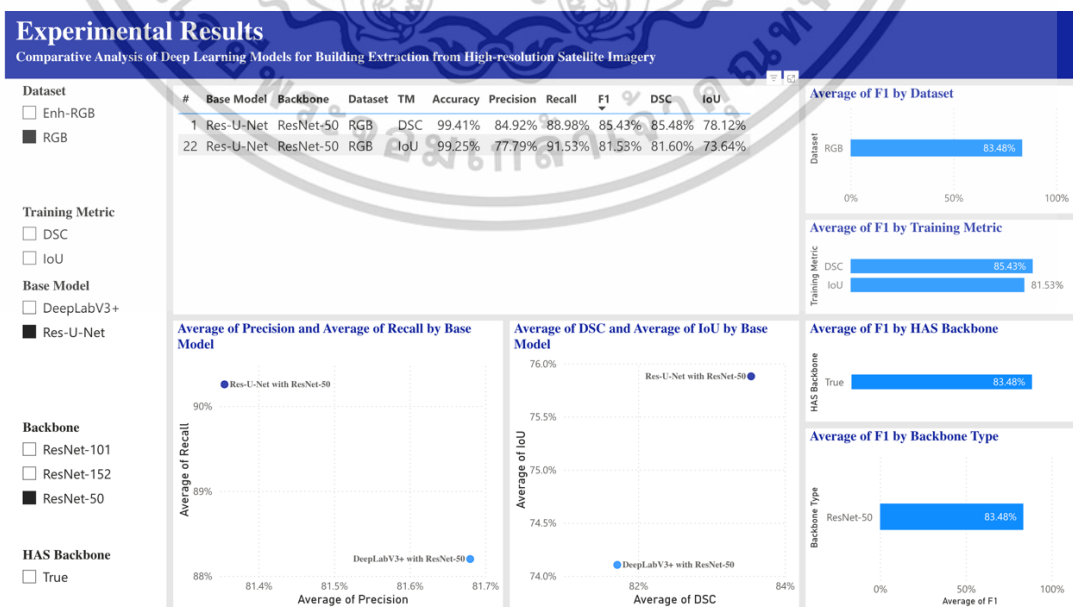 Experimental Results
Comparative Analysis of Deep Learning Models for Building Extraction from High-resolution Satellite Imagery
Dataset
Enh-RGB
RGB
Training Metric
DSC
IoU
Base Model
DeepLabV3+
Res-U-Net
Backbone
ResNet-101
ResNet-152
ResNet-50
HAS Backbone
True
# Base Model Backbone Dataset TM Accuracy Precision Recall F1 DSC IoU
1 Res-U-Net ResNet-50 RGB DSC 99.41% 84.92% 88.98% 85.43% 85.48% 78.12%
22 Res-U-Net ResNet-50 RGB IoU 99.25% 77.79% 91.53% 81.53% 81.60% 73.64%
Average of Precision and Average of Recall by Base
Model
Res-U-Net with ResNet-50
90%
89%
88%
Average of Recall
DeepLabV3+ with ResNet-50
81.4% 81.5% 81.6% 81.7%
Average of Precision
Average of DSC and Average of IoU by Base
Model
76.0%
Res-U-Net with ResNet-50
75.5%
75.0%
74.5%
74.0%
Average of IoU
DeepLabV3+ with ResNet-50
82% 84%
Average of DSC
Average of F1 by Dataset
Dataset
RGB 83.48%
0% 50% 100%
Average of F1 by Training Metric
Training Metric
DSC 85.43%
IoU 81.53%
Average of F1 by HAS Backbone
HAS Backbone
True 83.48%
Average of F1 by Backbone Type
Backbone Type
ResNet-50 83.48%
0% 50% 100%
Average of F1